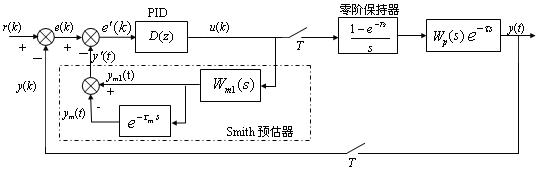 PID
零阶保持器
r(k)
e(k)
e'(k)
D(z)
u(k)
T
1-e^{-Ts}
s
W_p(s)e^{-τs}
y(t)
+
−
+
−
y'(t)
y_{m1}(t)
W_{m1}(s)
+
y(k)
y_m(t)
-
e^{-τ_m s}
Smith 预估器
T